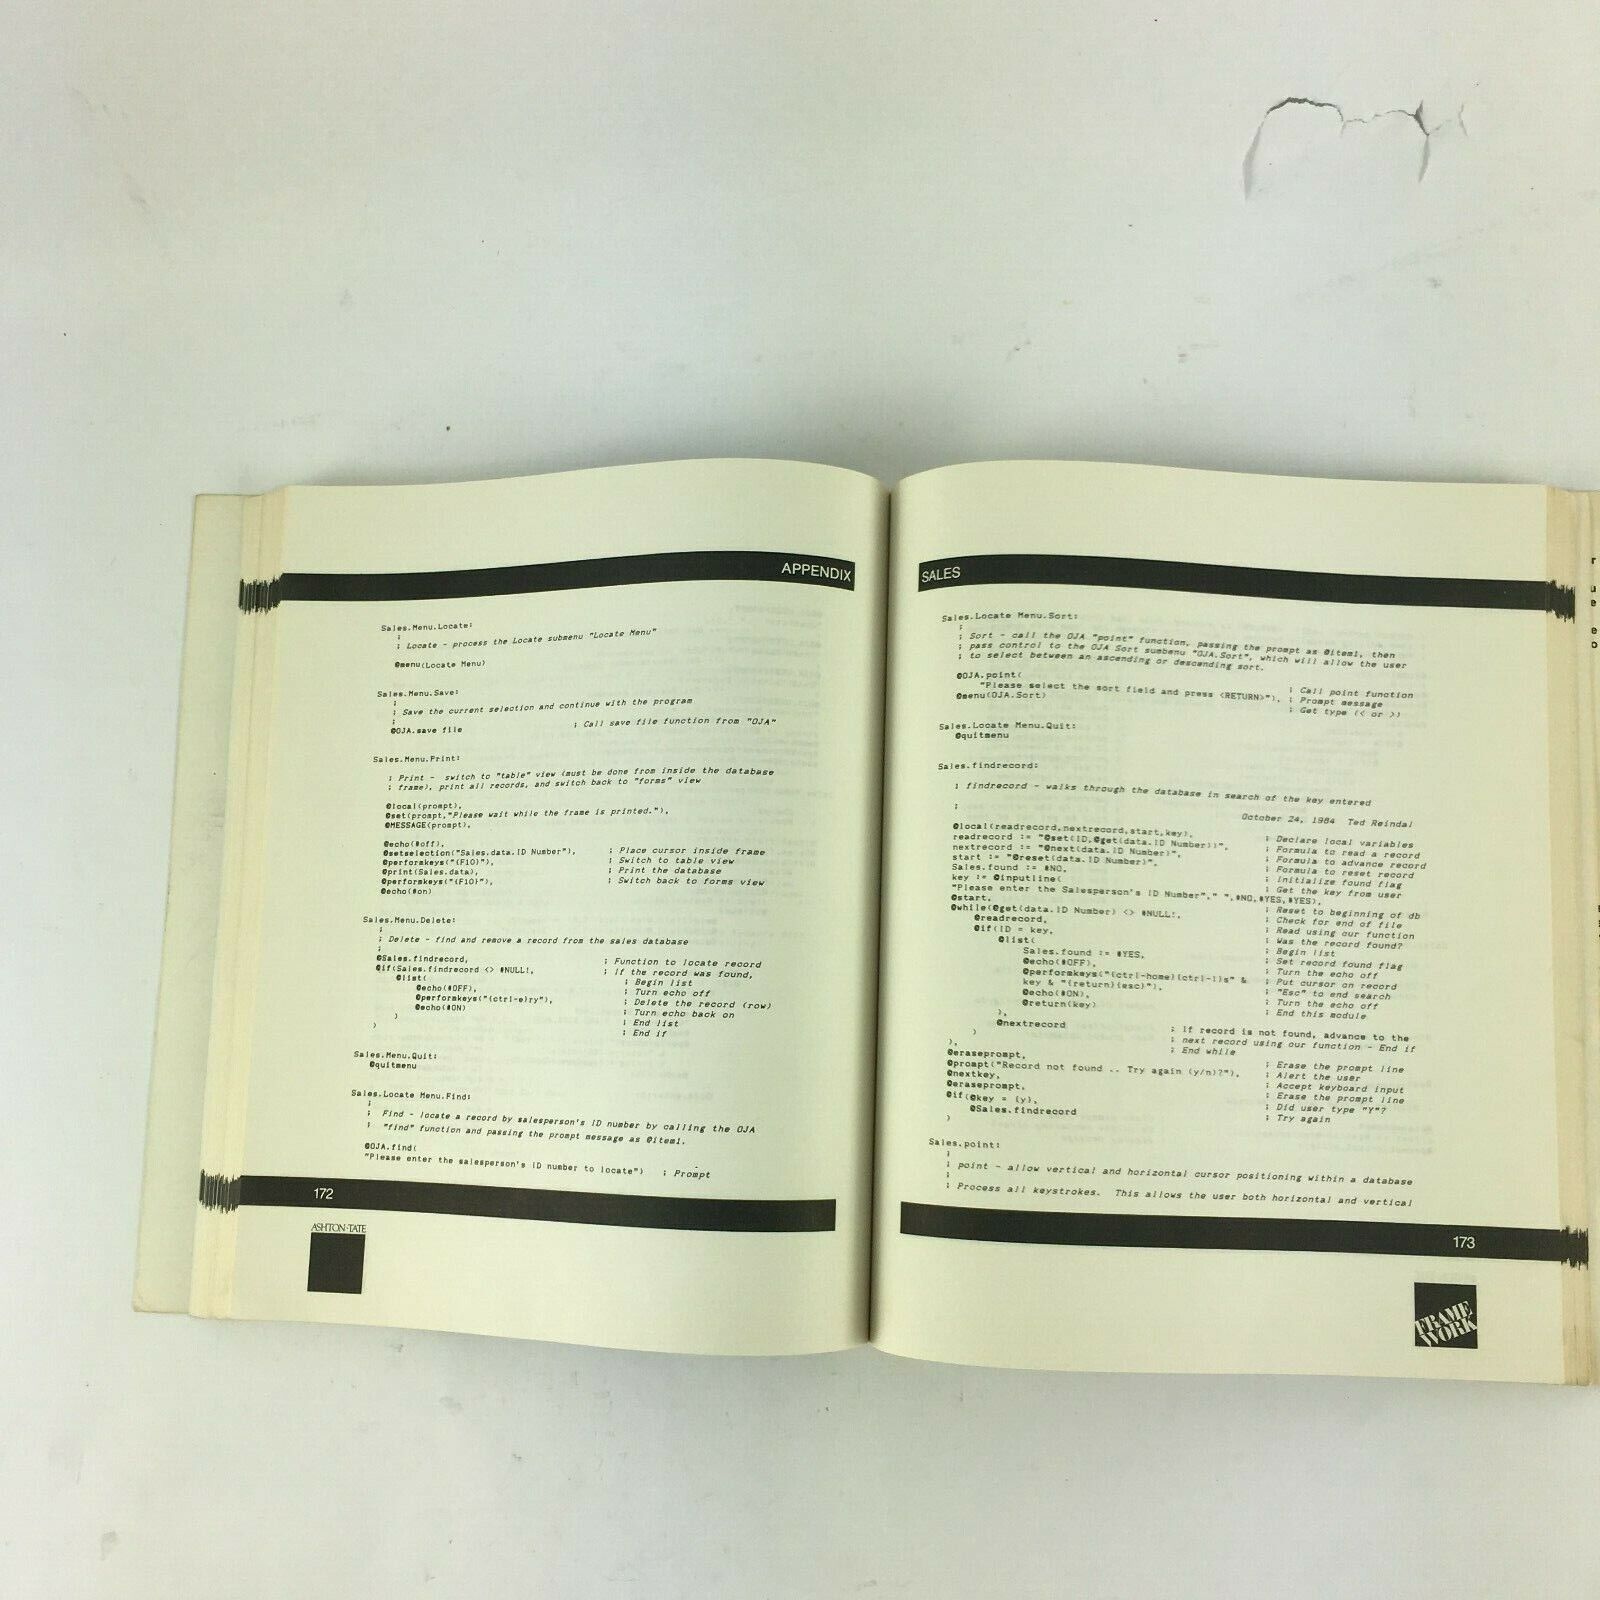 APPENDIX
Sales.Menu.Locate:
;
; Locate - process the Locate submenu "Locate Menu"
@menu(Locate Menu)
Sales.Menu.Save:
;
; Save the current selection and continue with the program
;
@OJA.save file ; Call save file function from "OJA"
Sales.Menu.Print:
; Print - switch to "table" view (must be done from inside the database
; frame), print all records, and switch back to "forms" view
@local(prompt),
@set(prompt,"Please wait while the frame is printed."),
@MESSAGE(prompt),
@echo(#off),
@setselection("Sales.data.ID Number"), ; Place cursor inside frame
@performkeys("{F10}"), ; Switch to table view
@print(Sales.data), ; Print the database
@performkeys("{F10}"), ; Switch back to forms view
@echo(#on)
Sales.Menu.Delete:
;
; Delete - find and remove a record from the sales database
;
@Sales.findrecord, ; Function to locate record
@if(Sales.findrecord <> #NULL!, ; If the record was found,
@list( ; Begin list
@echo(#OFF), ; Turn echo off
@performkeys("{ctrl-e}ry"), ; Delete the record (row)
@echo(#ON) ; Turn echo back on
) ; End list
) ; End if
Sales.Menu.Quit:
@quitmenu
Sales.Locate Menu.Find:
;
; Find - locate a record by salesperson's ID number by calling the OJA
; "find" function and passing the prompt message as @item1.
@OJA.find(
"Please enter the salesperson's ID number to locate") ; Prompt
172
ASHTON·TATE
SALES
Sales.Locate Menu.Sort:
;
; Sort - call the OJA "point" function, passing the prompt as @item1, then
; pass control to the OJA Sort sumbenu "OJA.Sort", which will allow the user
; to select between an ascending or descending sort.
@OJA.point( ; Call point function
"Please select the sort field and press <RETURN>"), ; Prompt message
@menu(OJA.Sort) ; Get type (< or >)
Sales.Locate Menu.Quit:
@quitmenu
Sales.findrecord:
; findrecord - walks through the database in search of the key entered
;
October 24, 1984 Ted Reindal
@local(readrecord,nextrecord,start,key), ; Declare local variables
readrecord := "@set(ID,@get(data.ID Number))", ; Formula to read a record
nextrecord := "@next(data.ID Number)", ; Formula to advance record
start := "@reset(data.ID Number)", ; Formula to reset record
Sales.found := #NO, ; Initialize found flag
key := @inputline( ; Get the key from user
"Please enter the Salesperson's ID Number"," ",#NO,#YES,#YES),
@start, ; Reset to beginning of db
@while(@get(data.ID Number) <> #NULL!, ; Check for end of file
@readrecord, ; Read using our function
@if(ID = key, ; Was the record found?
@list( ; Begin list
Sales.found := #YES, ; Set record found flag
@echo(#OFF), ; Turn the echo off
@performkeys("{ctrl-home}{ctrl-l}s" & ; Put cursor on record
key & "{return}{esc}"), ; "Esc" to end search
@echo(#ON), ; Turn the echo off
@return(key) ; End this module
),
@nextrecord ; If record is not found, advance to the
) ; next record using our function - End if
), ; End while
@eraseprompt, ; Erase the prompt line
@prompt("Record not found .. Try again (y/n)?"), ; Alert the user
@nextkey, ; Accept keyboard input
@eraseprompt, ; Erase the prompt line
@if(@key = {y}, ; Did user type "Y"?
@Sales.findrecord ; Try again
)
Sales.point:
;
; point - allow vertical and horizontal cursor positioning within a database
;
; Process all keystrokes. This allows the user both horizontal and vertical
173
FRAME
WORK